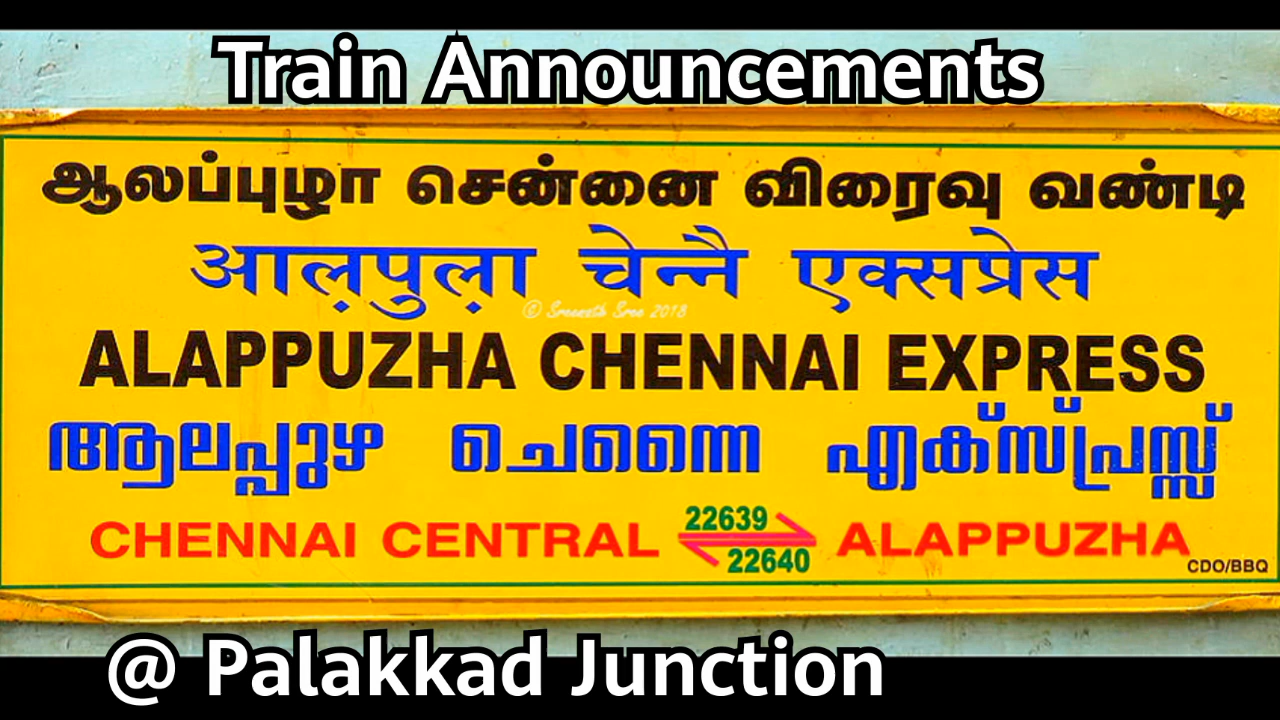 Train Announcements
ஆலப்புழா சென்னை விரைவு வண்டி
आल़पुल़ा चेन्नै एक्सप्रेस
© Sreenath Sree 2018
ALAPPUZHA CHENNAI EXPRESS
ആലപ്പുഴ ചെന്നൈ എക്സ്പ്രസ്സ്
CHENNAI CENTRAL 22639 ALAPPUZHA
22640
CDO/BBQ
@ Palakkad Junction